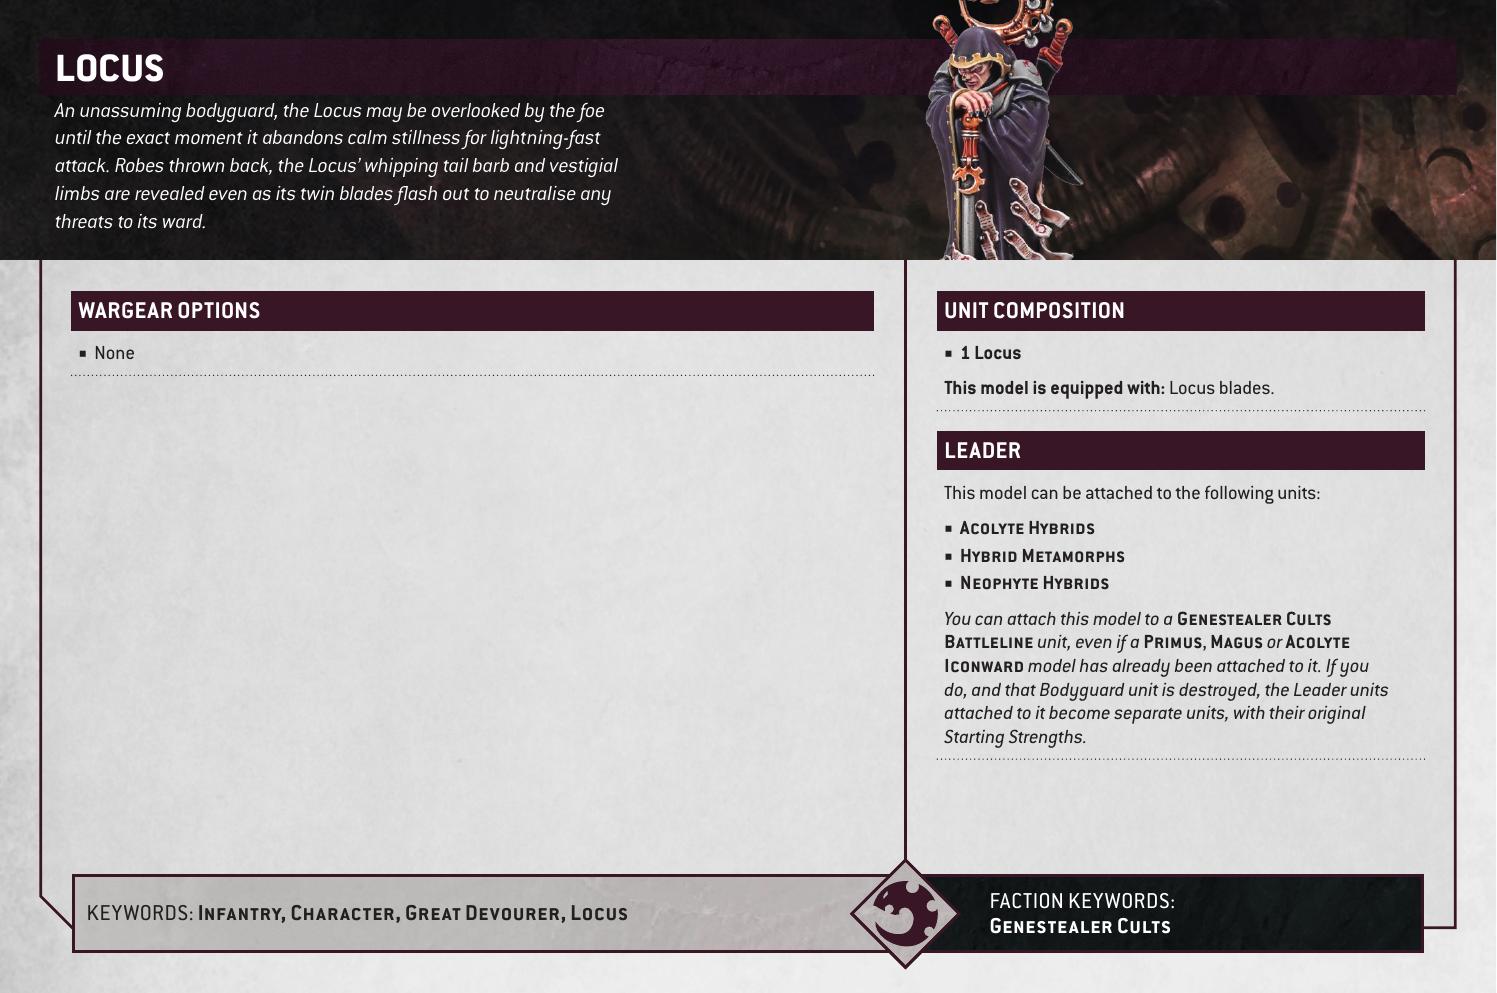 LOCUS
An unassuming bodyguard, the Locus may be overlooked by the foe
until the exact moment it abandons calm stillness for lightning-fast
attack. Robes thrown back, the Locus’ whipping tail barb and vestigial
limbs are revealed even as its twin blades flash out to neutralise any
threats to its ward.
WARGEAR OPTIONS
▪ None
UNIT COMPOSITION
▪ 1 Locus
This model is equipped with: Locus blades.
LEADER
This model can be attached to the following units:
▪ Acolyte Hybrids
▪ Hybrid Metamorphs
▪ Neophyte Hybrids
You can attach this model to a Genestealer Cults
Battleline unit, even if a Primus, Magus or Acolyte
Iconward model has already been attached to it. If you
do, and that Bodyguard unit is destroyed, the Leader units
attached to it become separate units, with their original
Starting Strengths.
KEYWORDS: Infantry, Character, Great Devourer, Locus
FACTION KEYWORDS:
Genestealer Cults